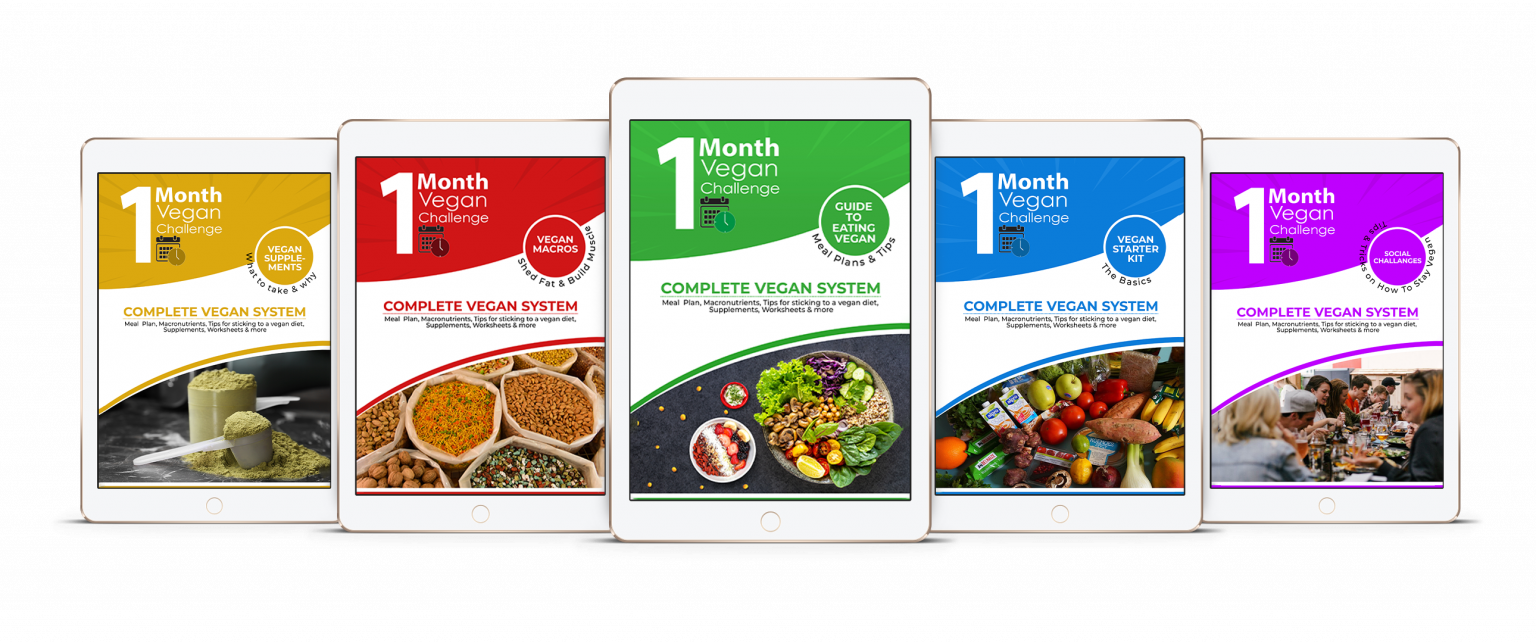 1 Month
Vegan
Challenge
VEGAN
SUPPLE-
MENTS
What to take & why
COMPLETE VEGAN SYSTEM
Meal Plan, Macronutrients, Tips for sticking to a vegan diet,
Supplements, Worksheets & more
1 Month
Vegan
Challenge
VEGAN
MACROS
Shed Fat & Build Muscle
COMPLETE VEGAN SYSTEM
Meal Plan, Macronutrients, Tips for sticking to a vegan diet,
Supplements, Worksheets & more
1 Month
Vegan
Challenge
GUIDE
TO
EATING
VEGAN
Meal Plans & Tips
COMPLETE VEGAN SYSTEM
Meal Plan, Macronutrients, Tips for sticking to a vegan diet,
Supplements, Worksheets & more
1 Month
Vegan
Challenge
VEGAN
STARTER
KIT
The Basics
COMPLETE VEGAN SYSTEM
Meal Plan, Macronutrients, Tips for sticking to a vegan diet,
Supplements, Worksheets & more
1 Month
Vegan
Challenge
SOCIAL
CHALLANGES
Tips & Tricks on How To Stay Vegan
COMPLETE VEGAN SYSTEM
Meal Plan, Macronutrients, Tips for sticking to a vegan diet,
Supplements, Worksheets & more